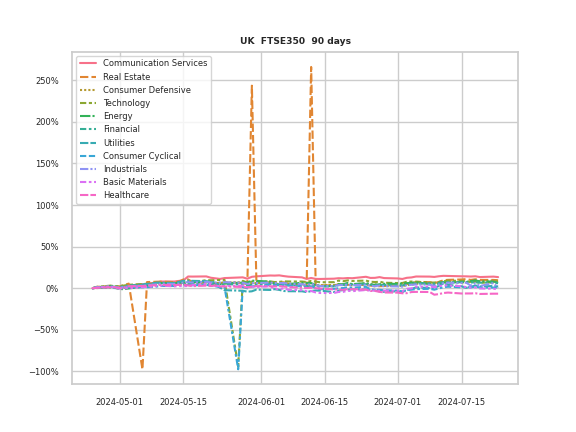 UK  FTSE350  90 days
Communication Services
Real Estate
Consumer Defensive
Technology
Energy
Financial
Utilities
Consumer Cyclical
Industrials
Basic Materials
Healthcare
250%
200%
150%
100%
50%
0%
−50%
−100%
2024-05-01 2024-05-15 2024-06-01 2024-06-15 2024-07-01 2024-07-15